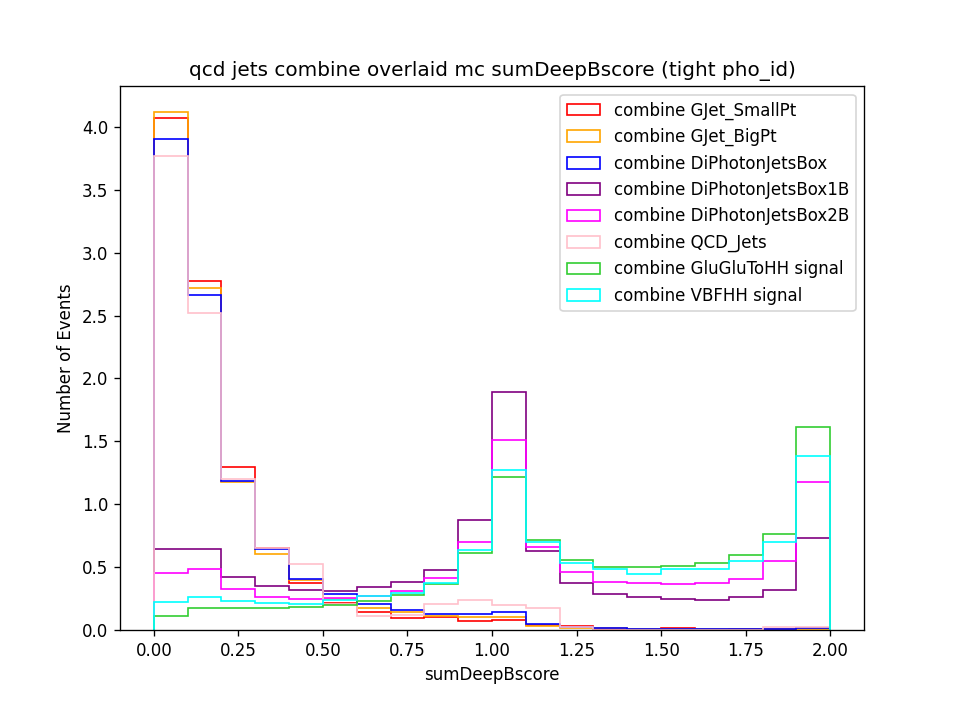 qcd jets combine overlaid mc sumDeepBscore (tight pho_id)
combine GJet_SmallPt
combine GJet_BigPt
combine DiPhotonJetsBox
combine DiPhotonJetsBox1B
combine DiPhotonJetsBox2B
combine QCD_Jets
combine GluGluToHH signal
combine VBFHH signal
Number of Events
4.0
3.5
3.0
2.5
2.0
1.5
1.0
0.5
0.0
0.00 0.25 0.50 0.75 1.00 1.25 1.50 1.75 2.00
sumDeepBscore